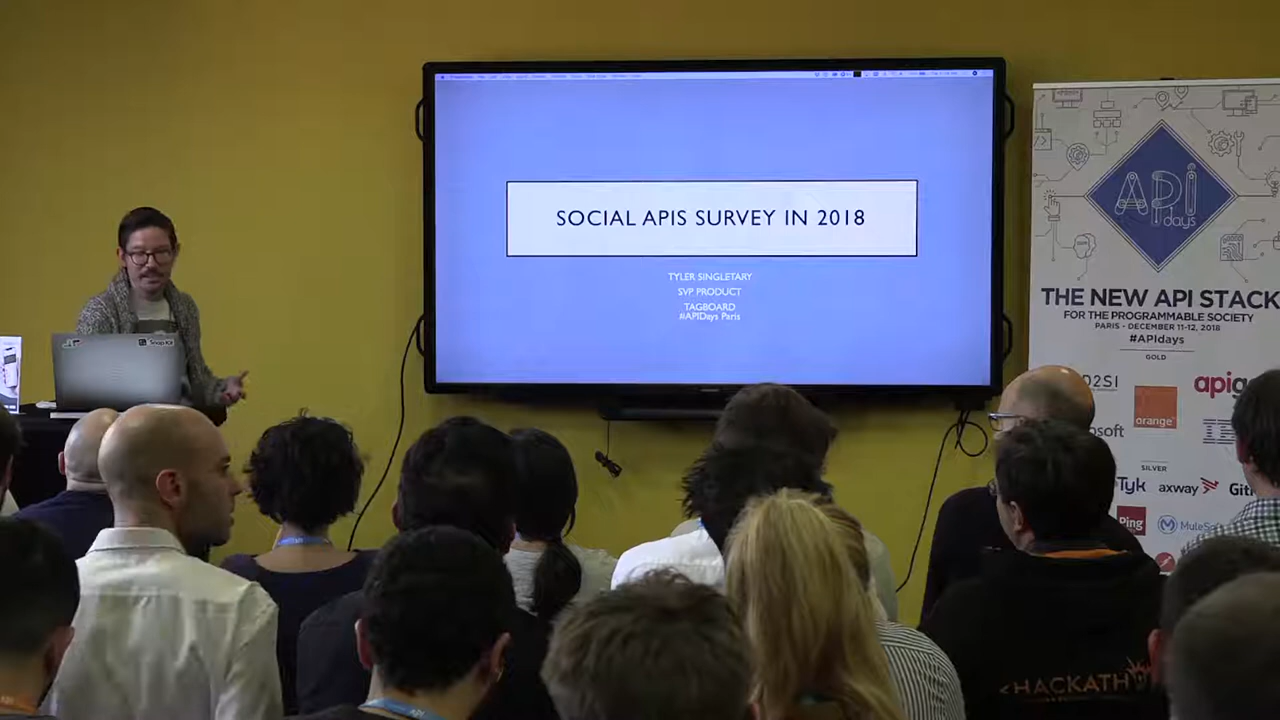 SOCIAL APIS SURVEY IN 2018
TYLER SINGLETARY
SVP PRODUCT
TAGBOARD
#APIDays Paris
API
days
THE NEW API STACK
FOR THE PROGRAMMABLE SOCIETY
PARIS - DECEMBER 11-12, 2018
#APIdays
GOLD
orange
SILVER
Tyk
axway
Ping